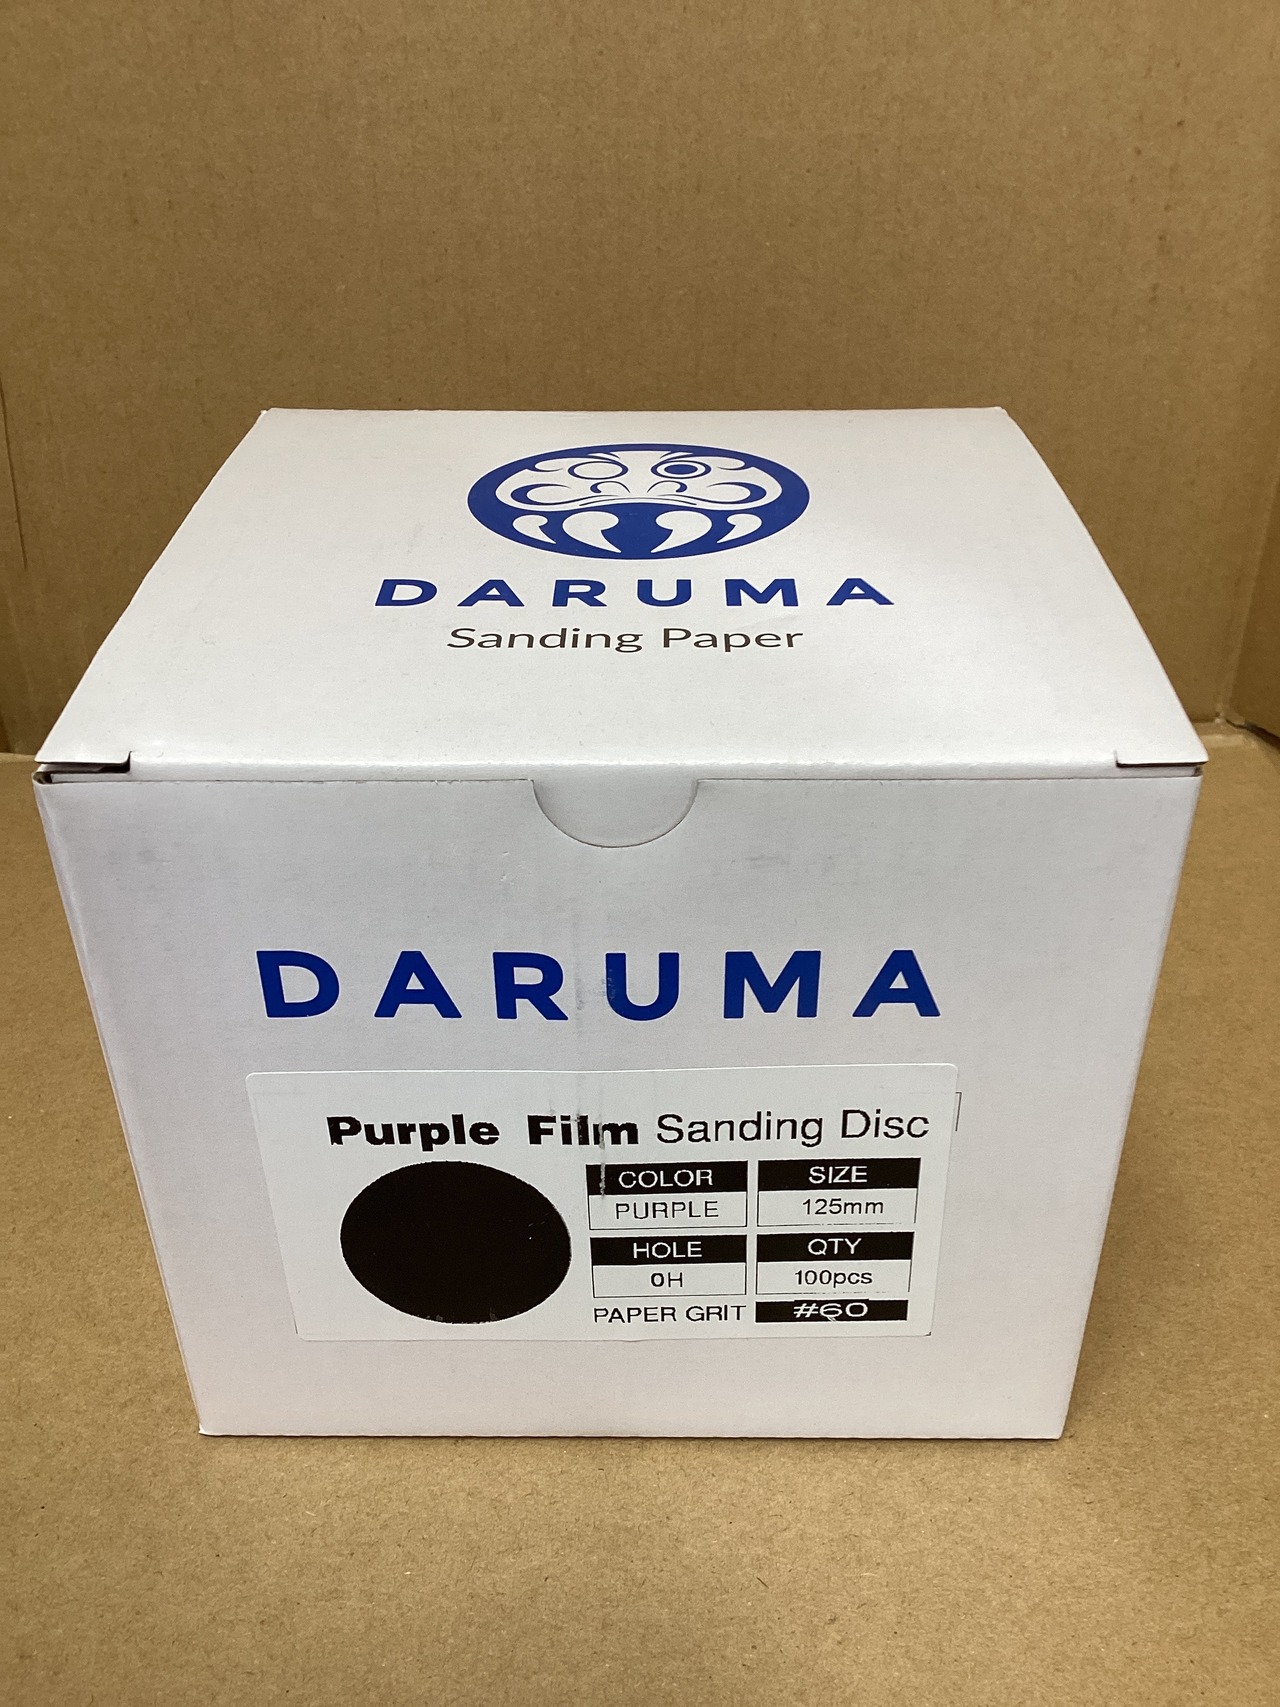 DARUMA
Sanding Paper
DARUMA
Purple Film Sanding Disc
COLOR
PURPLE
SIZE
125mm
HOLE
0H
QTY
100pcs
PAPER GRIT #60